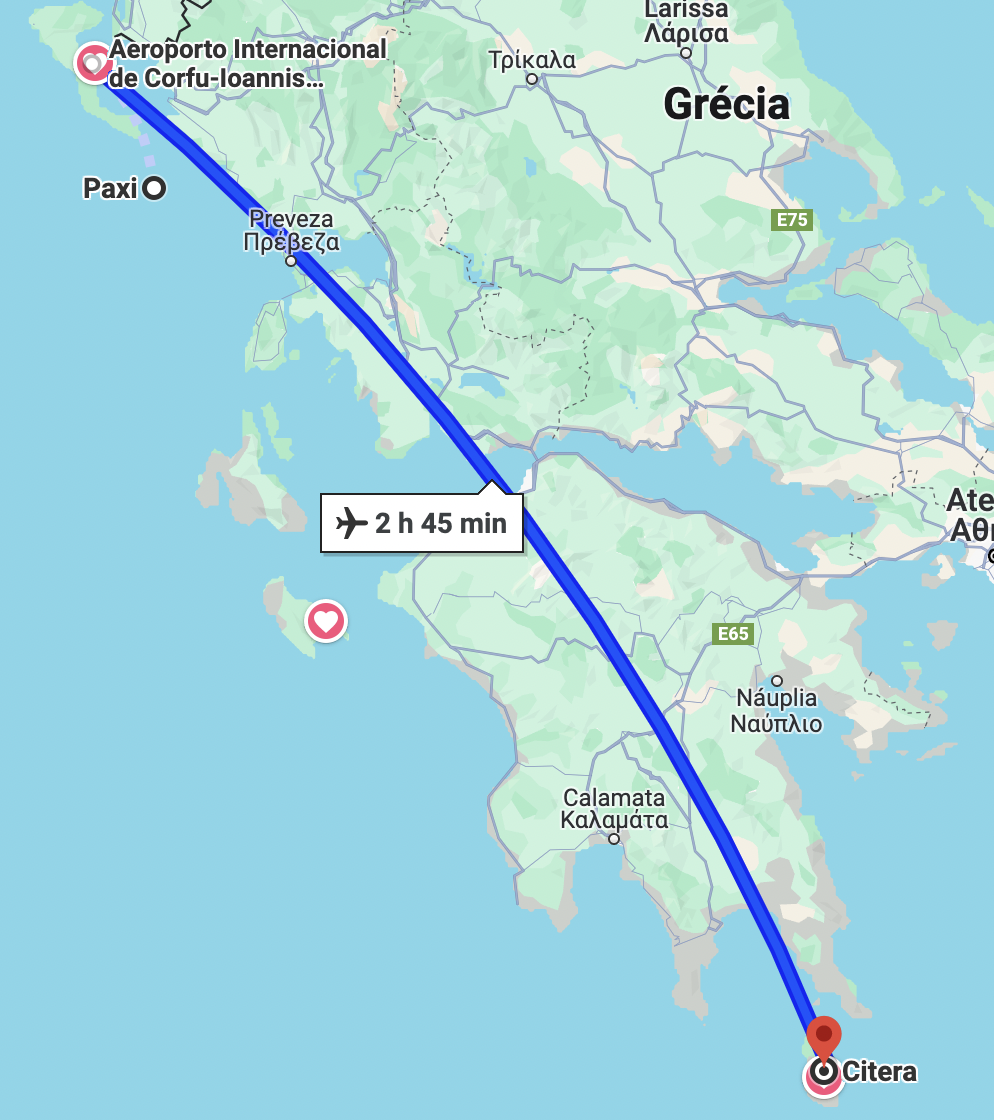 Larissa
Λάρισα
Aeroporto Internacional
de Corfu-Ioannis...
Τρίκαλα
Grécia
Paxi
Preveza
Πρέβεζα
E75
2 h 45 min
Ate
Αθι
E65
Náuplia
Ναύπλιο
Calamata
Καλαμάτα
Citera